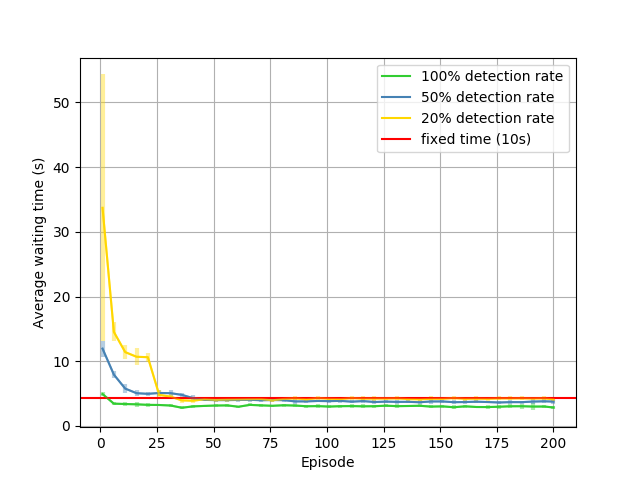 100% detection rate
50% detection rate
20% detection rate
fixed time (10s)
Average waiting time (s)
50
40
30
20
10
0
0 25 50 75 100 125 150 175 200
Episode